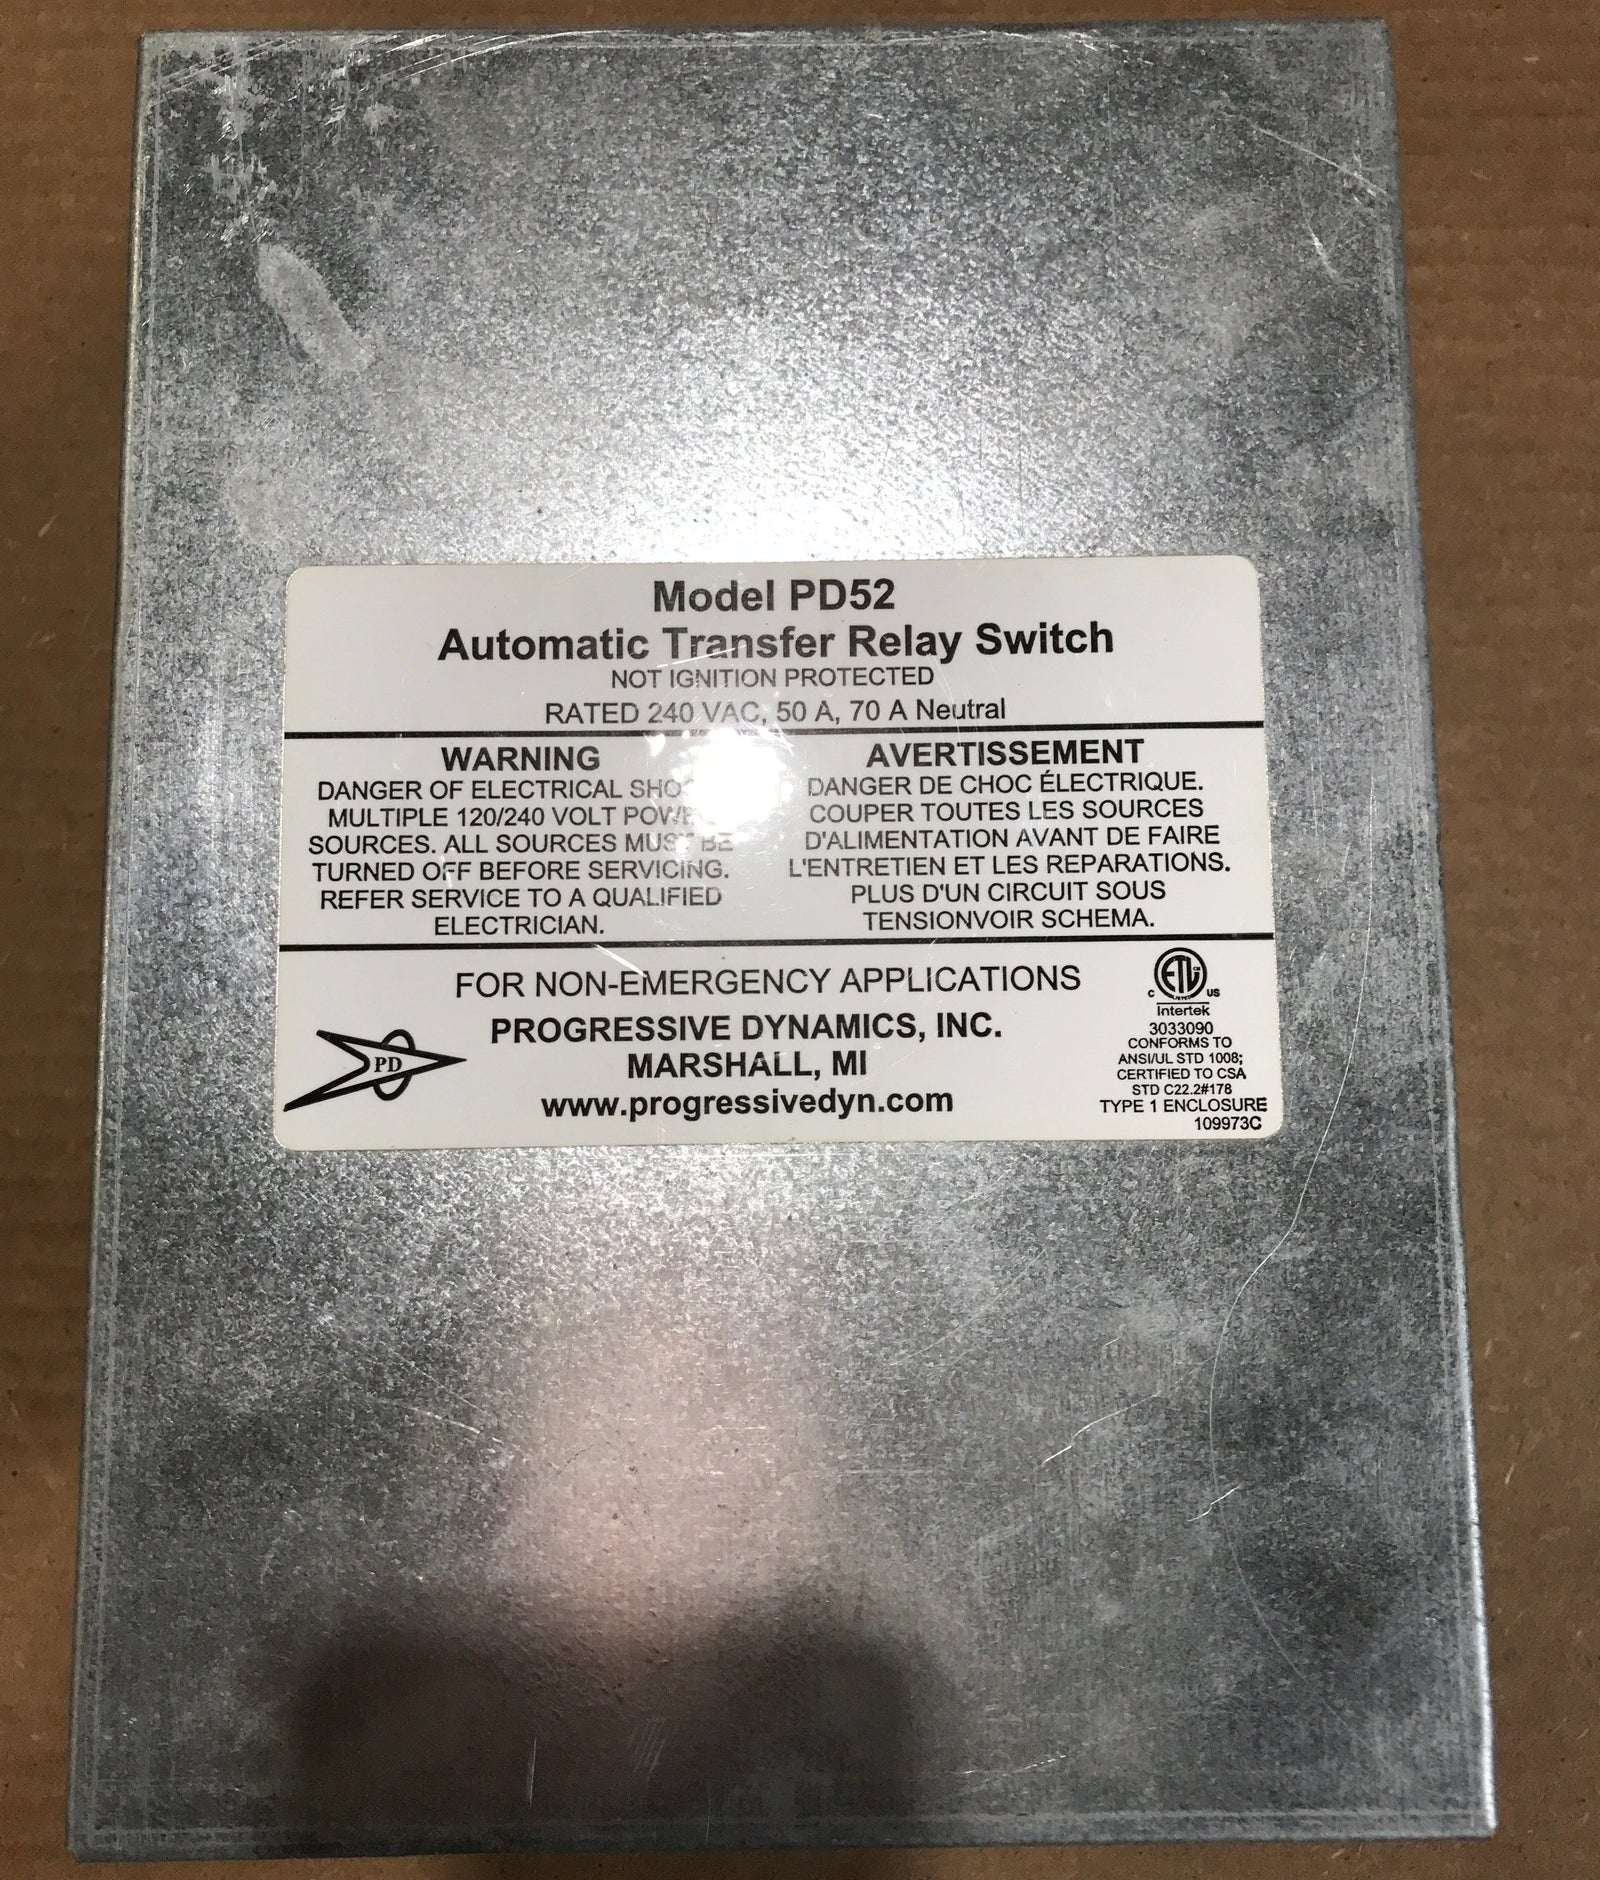 Model PD52
Automatic Transfer Relay Switch
NOT IGNITION PROTECTED
RATED 240 VAC, 50 A, 70 A Neutral
WARNING
DANGER OF ELECTRICAL
MULTIPLE 120/240 VOLT
SOURCES. ALL SOURCES MUST BE
TURNED OFF BEFORE SERVICING.
REFER SERVICE TO A QUALIFIED
ELECTRICIAN.
AVERTISSEMENT
DANGER DE CHOC ÉLECTRIQUE.
COUPER TOUTES LES SOURCES
D'ALIMENTATION AVANT DE FAIRE
L'ENTRETIEN ET LES REPARATIONS.
PLUS D'UN CIRCUIT SOUS
TENSIONVOIR SCHEMA.
FOR NON-EMERGENCY APPLICATIONS
PD
PROGRESSIVE DYNAMICS, INC.
MARSHALL, MI
www.progressivedyn.com
ETL CM
LISTED
C US
Intertek
3033090
CONFORMS TO
ANSI/UL STD 1008;
CERTIFIED TO CSA
STD C22.2#178
TYPE 1 ENCLOSURE
109973C